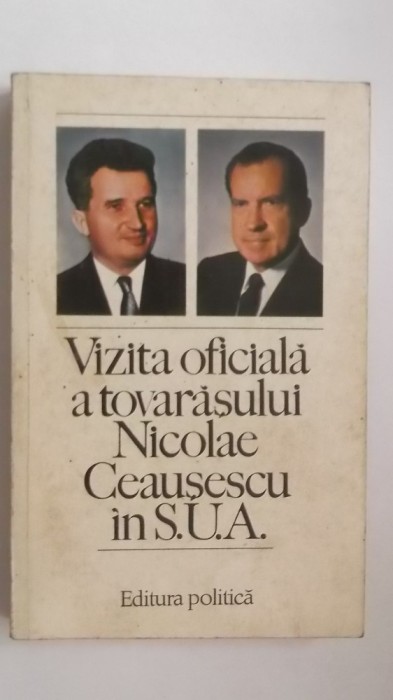 Vizita oficială
a tovarășului
Nicolae
Ceaușescu
în S.U.A.
Editura politică